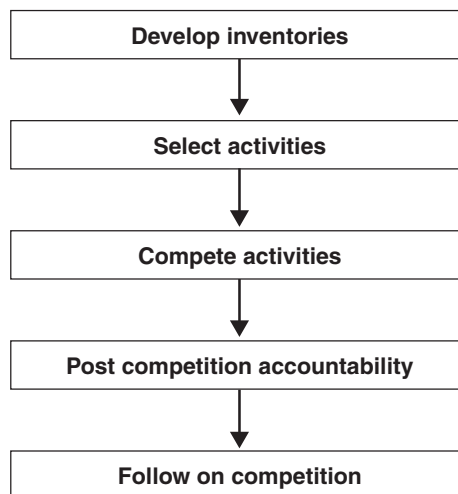 Develop inventories
Select activities
Compete activities
Post competition accountability
Follow on competition